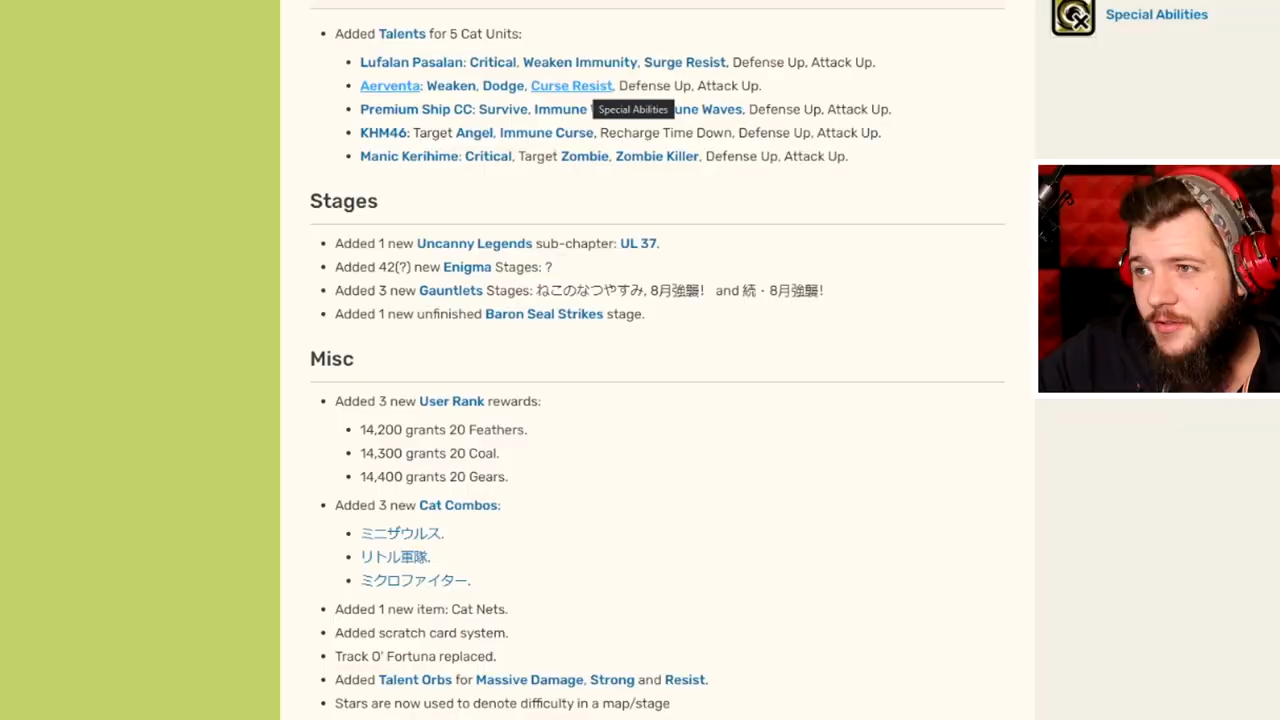 Added Talents for 5 Cat Units:
Special Abilities
Lufalan Pasalan: Critical, Weaken Immunity, Surge Resist, Defense Up, Attack Up.
Aerventa: Weaken, Dodge, Curse Resist, Defense Up, Attack Up.
Premium Ship CC: Survive, Immune Waves, Defense Up, Attack Up.
Special Abilities
KHM46: Target Angel, Immune Curse, Recharge Time Down, Defense Up, Attack Up.
Manic Kerihime: Critical, Target Zombie, Zombie Killer, Defense Up, Attack Up.
Stages
Added 1 new Uncanny Legends sub-chapter: UL 37.
Added 42(?) new Enigma Stages: ?
Added 3 new Gauntlets Stages: ねこのなつやすみ, 8月強襲! and 続・8月強襲!
Added 1 new unfinished Baron Seal Strikes stage.
Misc
Added 3 new User Rank rewards:
14,200 grants 20 Feathers.
14,300 grants 20 Coal.
14,400 grants 20 Gears.
Added 3 new Cat Combos:
ミニザウルス.
リトル軍隊.
ミクロファイター.
Added 1 new item: Cat Nets.
Added scratch card system.
Track O' Fortuna replaced.
Added Talent Orbs for Massive Damage, Strong and Resist.
Stars are now used to denote difficulty in a map/stage